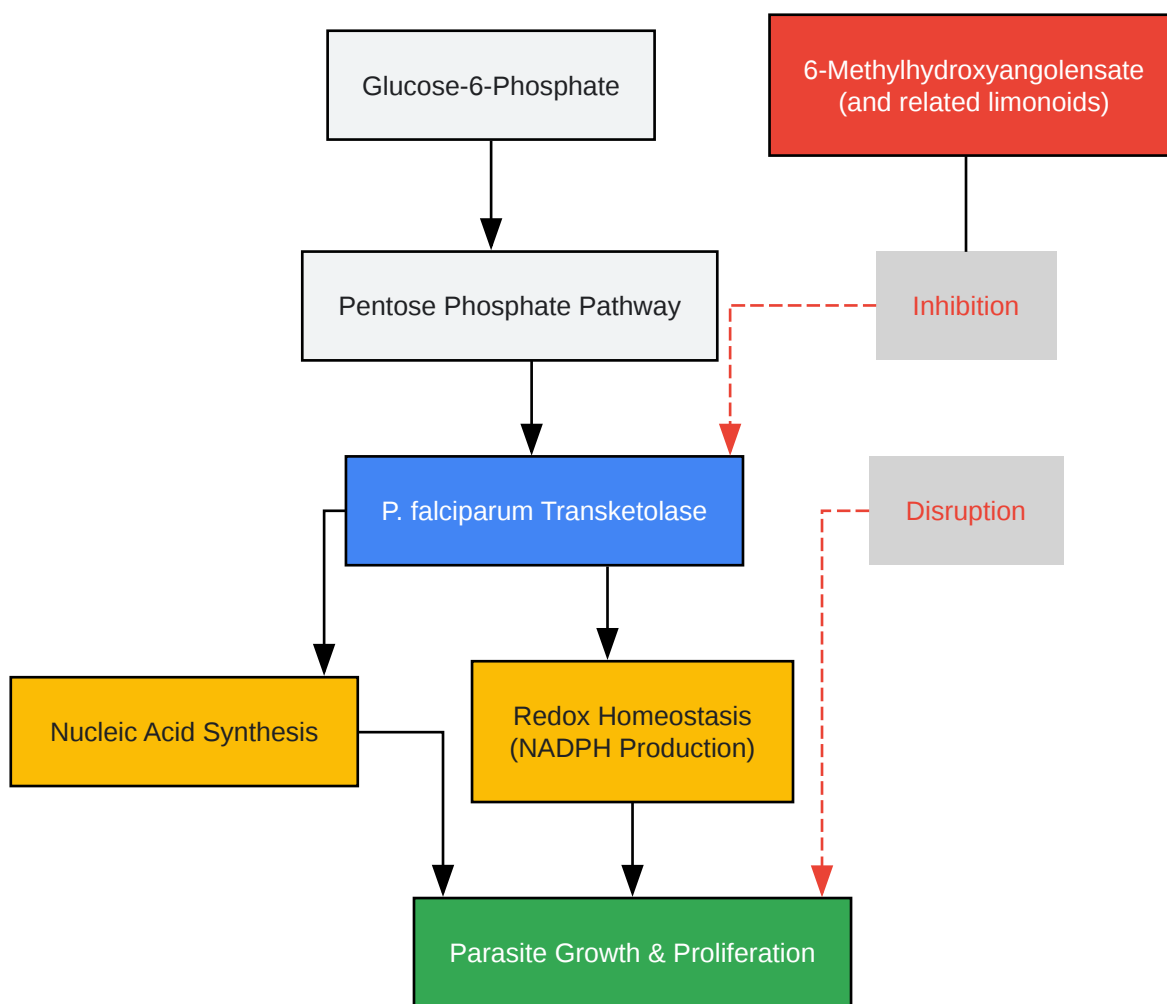 Glucose-6-Phosphate
6-Methylhydroxyangolensate
(and related limonoids)
Pentose Phosphate Pathway
Inhibition
P. falciparum Transketolase
Disruption
Nucleic Acid Synthesis
Redox Homeostasis
(NADPH Production)
Parasite Growth & Proliferation